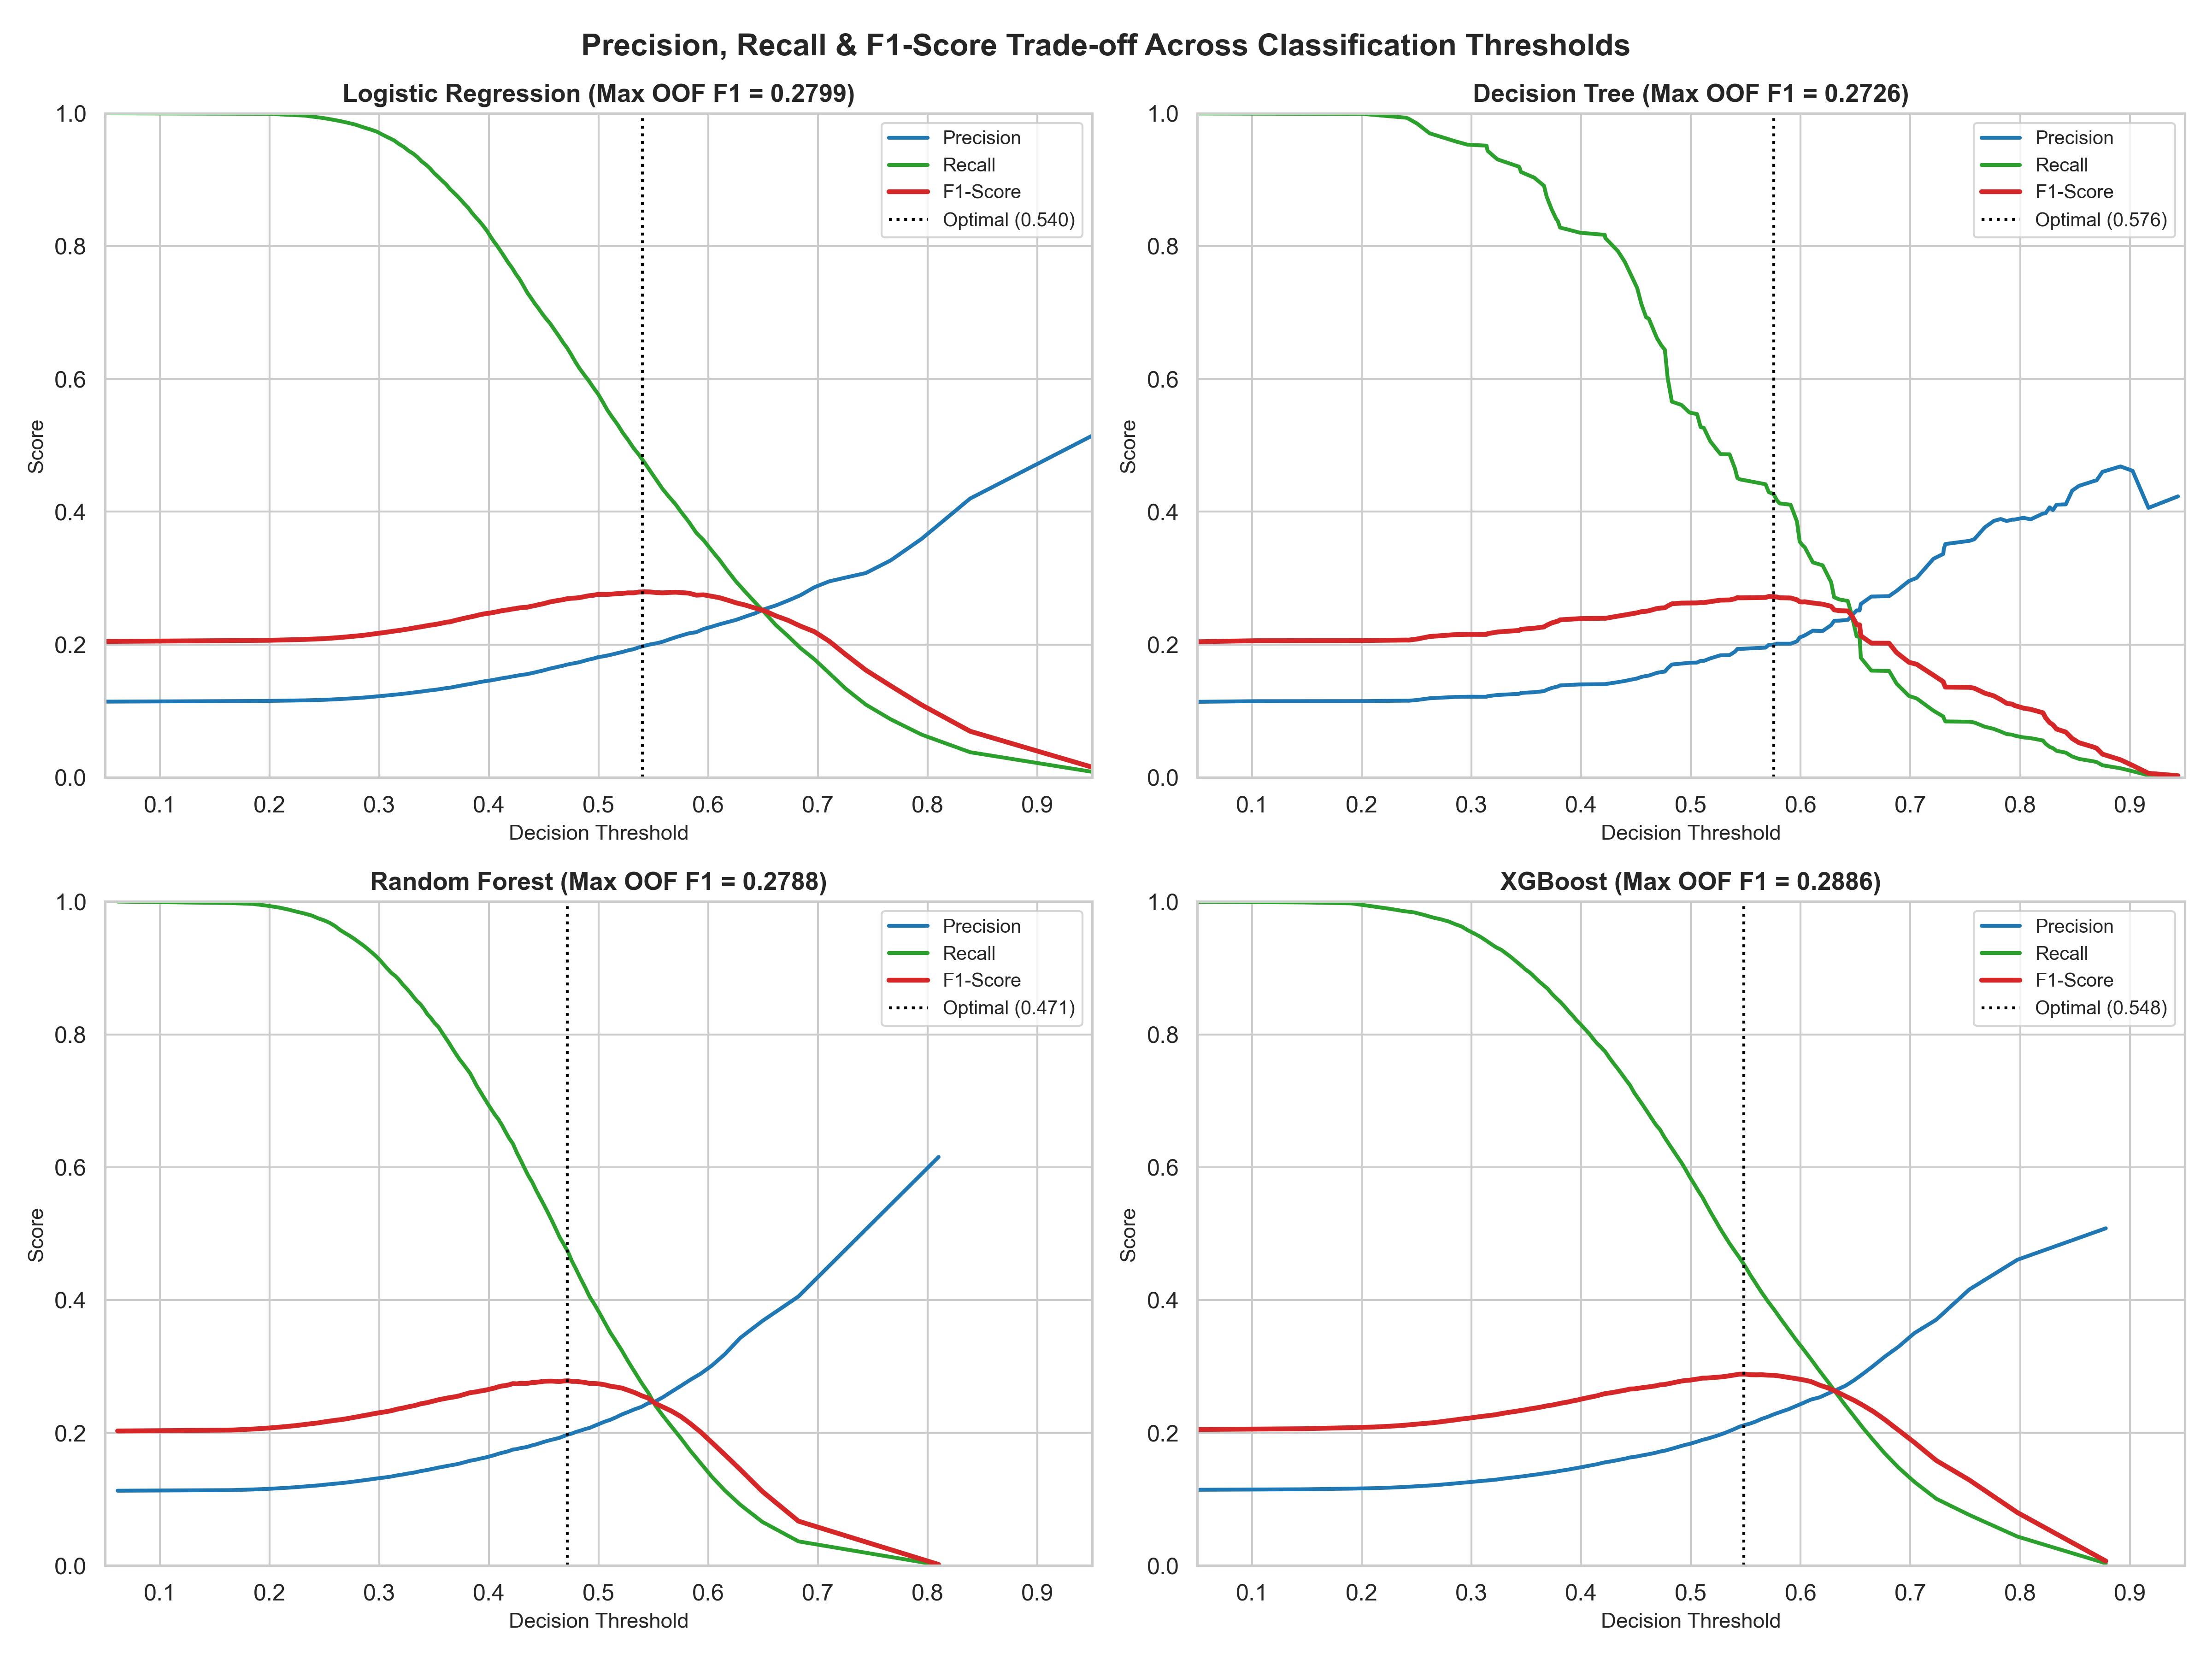 Precision, Recall & F1-Score Trade-off Across Classification Thresholds
Logistic Regression (Max OOF F1 = 0.2799)
1.0
0.8
0.6
0.4
0.2
0.0
Score
Precision
Recall
F1-Score
Optimal (0.540)
0.1 0.2 0.3 0.4 0.5 0.6 0.7 0.8 0.9
Decision Threshold
Decision Tree (Max OOF F1 = 0.2726)
1.0
0.8
0.6
0.4
0.2
0.0
Score
Precision
Recall
F1-Score
Optimal (0.576)
0.1 0.2 0.3 0.4 0.5 0.6 0.7 0.8 0.9
Decision Threshold
Random Forest (Max OOF F1 = 0.2788)
1.0
0.8
0.6
0.4
0.2
0.0
Score
Precision
Recall
F1-Score
Optimal (0.471)
0.1 0.2 0.3 0.4 0.5 0.6 0.7 0.8 0.9
Decision Threshold
XGBoost (Max OOF F1 = 0.2886)
1.0
0.8
0.6
0.4
0.2
0.0
Score
Precision
Recall
F1-Score
Optimal (0.548)
0.1 0.2 0.3 0.4 0.5 0.6 0.7 0.8 0.9
Decision Threshold